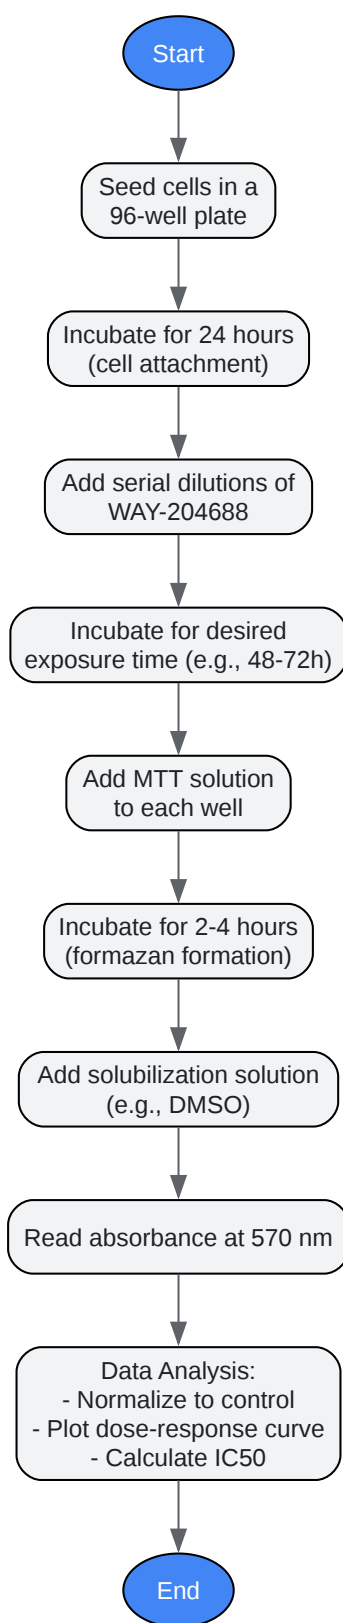 Start
Seed cells in a
96-well plate
Incubate for 24 hours
(cell attachment)
Add serial dilutions of
WAY-204688
Incubate for desired
exposure time (e.g., 48-72h)
Add MTT solution
to each well
Incubate for 2-4 hours
(formazan formation)
Add solubilization solution
(e.g., DMSO)
Read absorbance at 570 nm
Data Analysis:
- Normalize to control
- Plot dose-response curve
- Calculate IC50
End